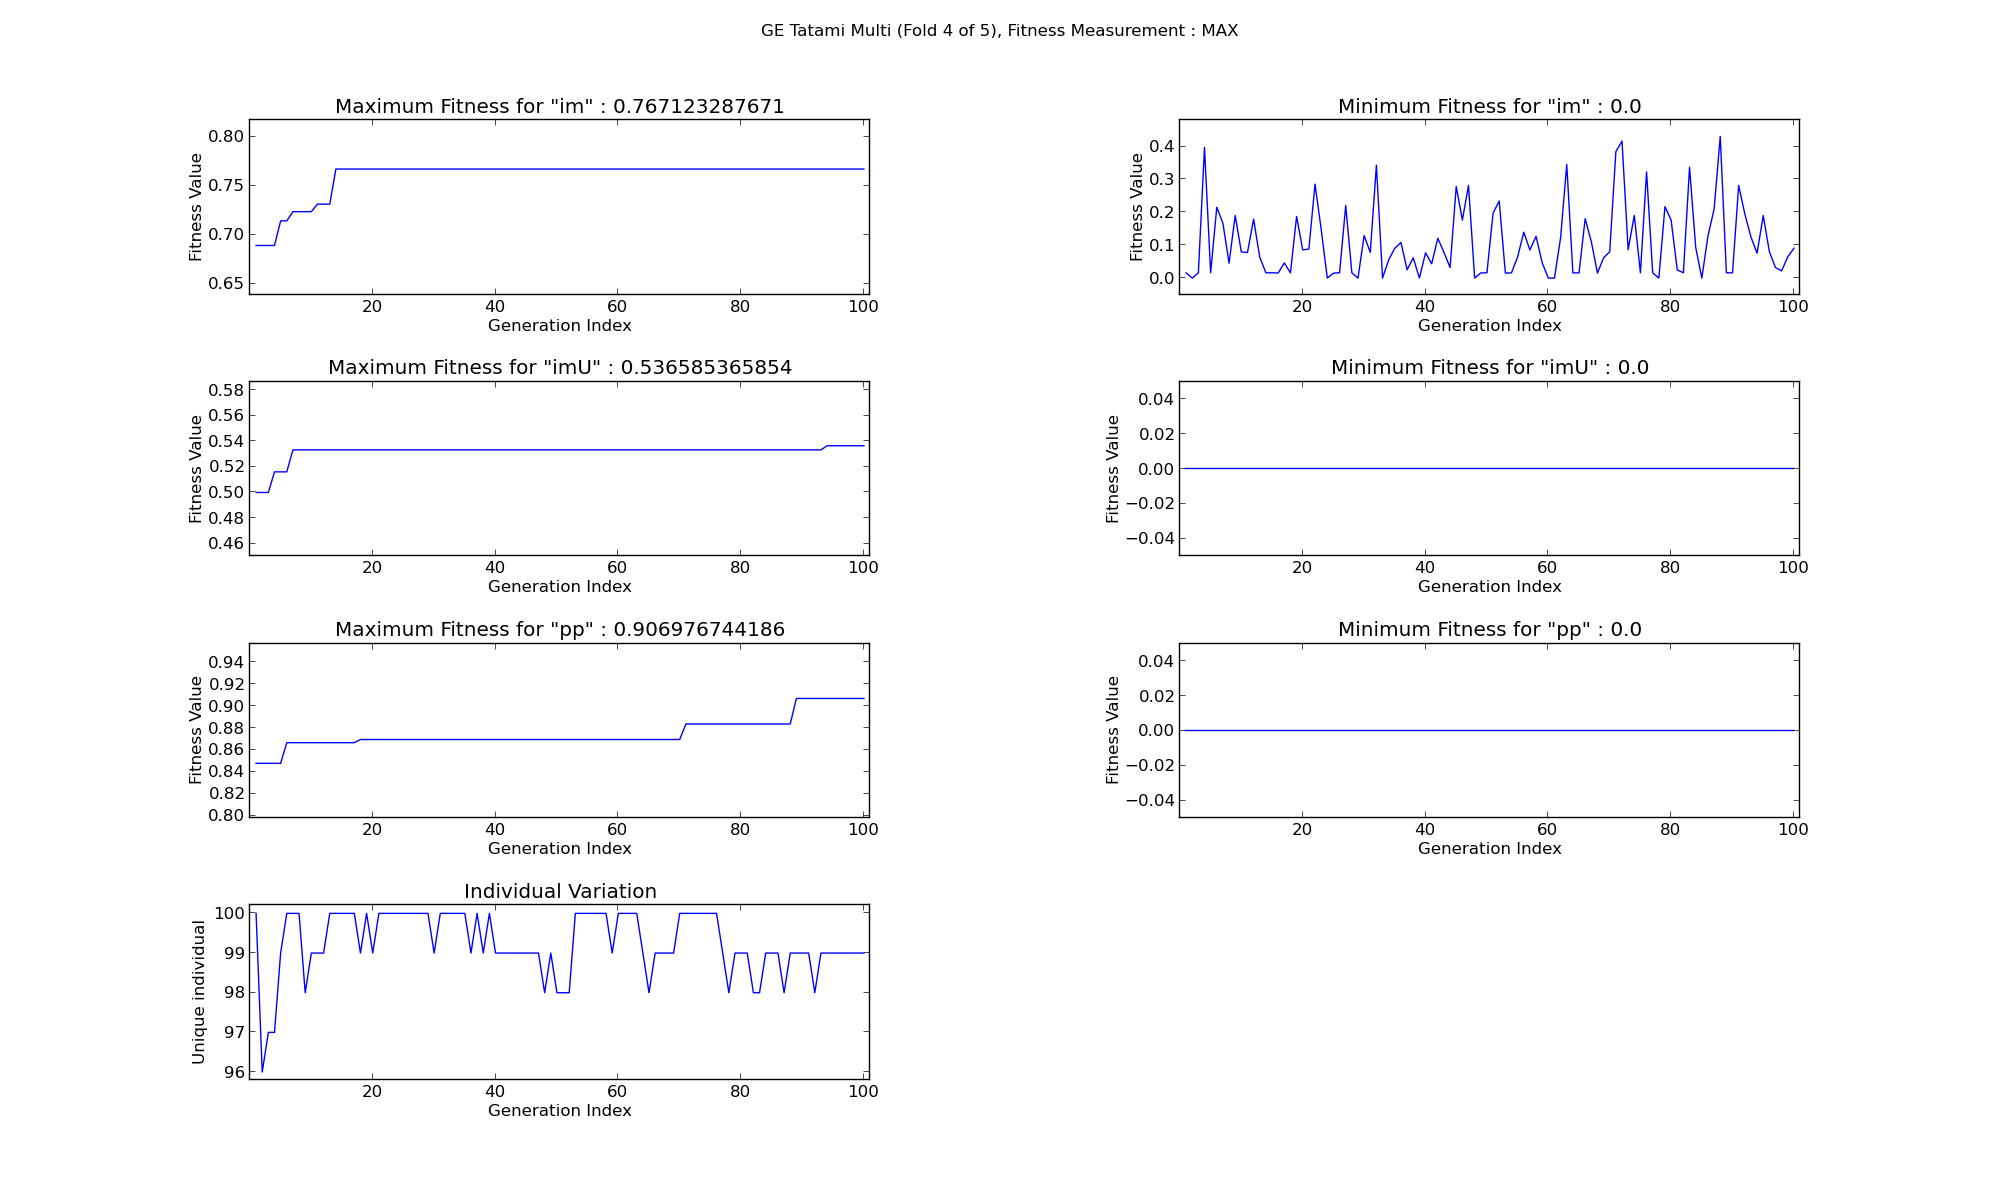 GE Tatami Multi (Fold 4 of 5), Fitness Measurement : MAX
Maximum Fitness for "im" : 0.767123287671
Fitness Value
0.80
0.75
0.70
0.65
20 40 60 80 100
Generation Index
Minimum Fitness for "im" : 0.0
Fitness Value
0.4
0.3
0.2
0.1
0.0
20 40 60 80 100
Generation Index
Maximum Fitness for "imU" : 0.536585365854
Fitness Value
0.58
0.56
0.54
0.52
0.50
0.48
0.46
20 40 60 80 100
Generation Index
Minimum Fitness for "imU" : 0.0
Fitness Value
0.04
0.02
0.00
−0.02
−0.04
20 40 60 80 100
Generation Index
Maximum Fitness for "pp" : 0.906976744186
Fitness Value
0.94
0.92
0.90
0.88
0.86
0.84
0.82
0.80
20 40 60 80 100
Generation Index
Minimum Fitness for "pp" : 0.0
Fitness Value
0.04
0.02
0.00
−0.02
−0.04
20 40 60 80 100
Generation Index
Individual Variation
Unique individual
100
99
98
97
96
20 40 60 80 100
Generation Index